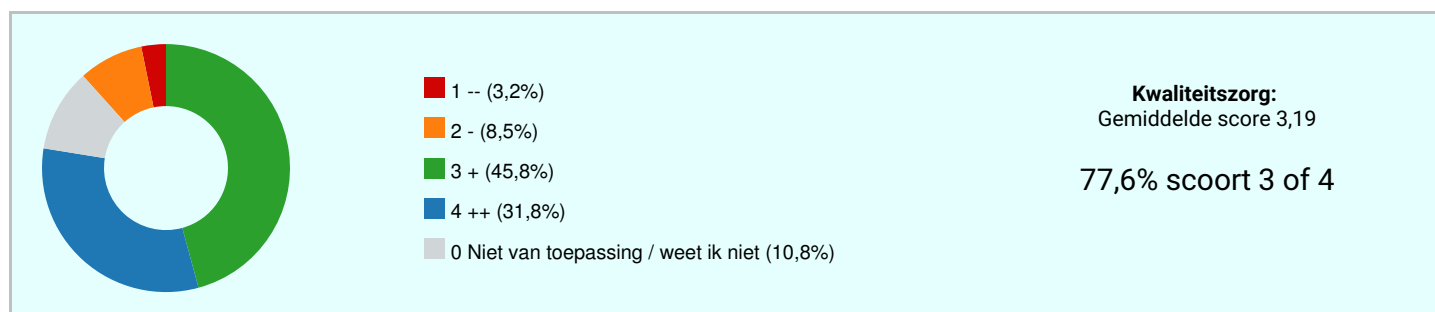 1 -- (3,2%)
2 - (8,5%)
3 + (45,8%)
4 ++ (31,8%)
0 Niet van toepassing / weet ik niet (10,8%)
Kwaliteitszorg:
Gemiddelde score 3,19
77,6% scoort 3 of 4